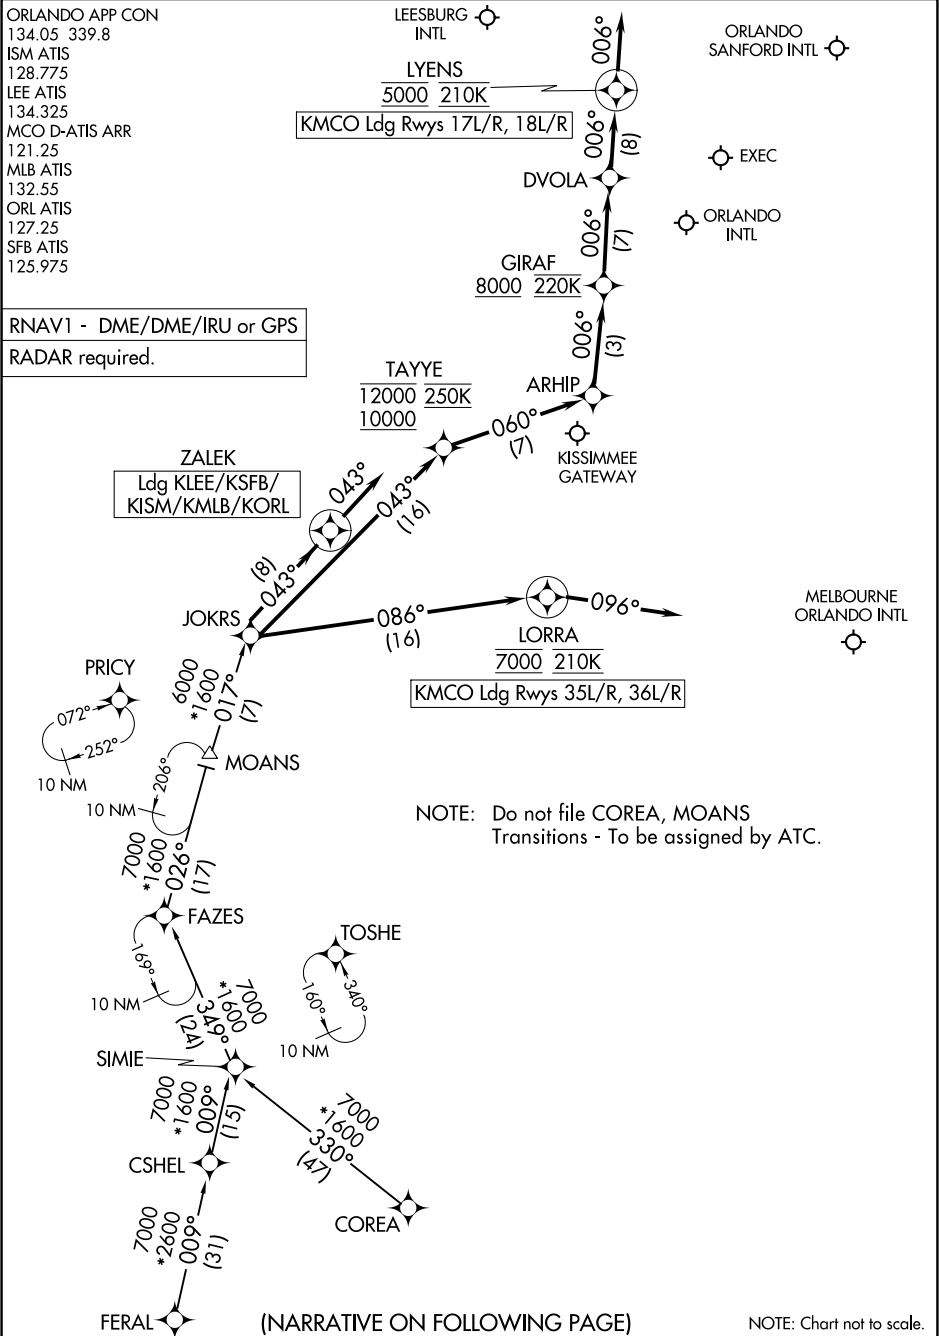 ORLANDO APP CON
134.05 339.8
ISM ATIS
128.775
LEE ATIS
134.325
MCO D-ATIS ARR
121.25
MLB ATIS
132.55
ORL ATIS
127.25
SFB ATIS
125.975
RNAV1 - DME/DME/IRU or GPS
RADAR required.
LEESBURG
INTL
ORLANDO
SANFORD INTL
006°
LYENS
5000 210K
KMCO Ldg Rwys 17L/R, 18L/R
006°
(8)
EXEC
DVOLA
ORLANDO
INTL
006°
(7)
GIRAF
8000 220K
006°
(3)
TAYYE
12000 250K
10000
ARHIP
060°
(7)
KISSIMMEE
GATEWAY
ZALEK
Ldg KLEE/KSFB/
KISM/KMLB/KORL
043°
043°
(16)
(8)
043°
JOKRS
086°
(16)
096°
LORRA
7000 210K
KMCO Ldg Rwys 35L/R, 36L/R
MELBOURNE
ORLANDO INTL
PRICY
072°
252°
10 NM
6000
*1600
017°
(7)
MOANS
206°
10 NM
NOTE: Do not file COREA, MOANS
Transitions - To be assigned by ATC.
7000
*1600
026°
(17)
FAZES
169°
10 NM
TOSHE
160°
340°
10 NM
7000
*1600
349°
(24)
SIMIE
7000
*1600
009°
(15)
7000
*1600
330°
(47)
CSHEL
COREA
7000
*2600
009°
(31)
FERAL
(NARRATIVE ON FOLLOWING PAGE)
NOTE: Chart not to scale.